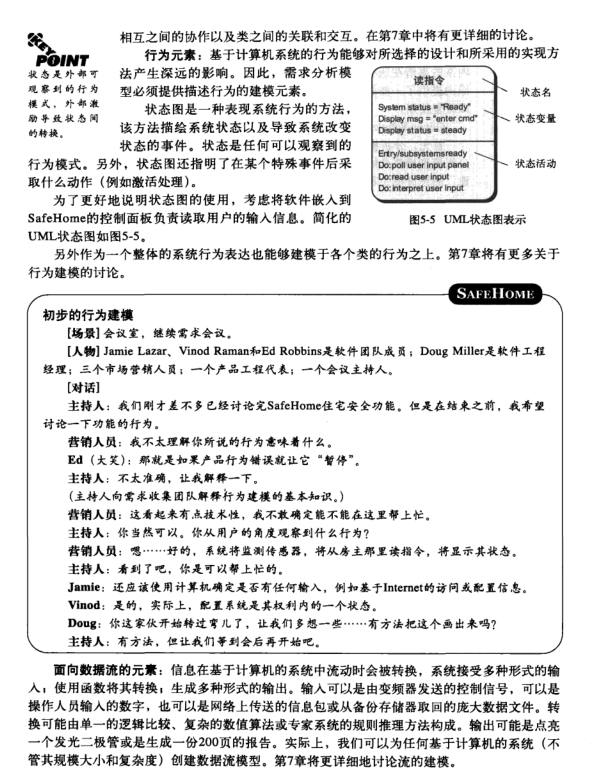 相互之间的协作以及类之间的关联和交互。在第7章中将有更详细的讨论。
KEY
POINT
状态是外部可
观察到的行为
模式，外部激
励导致状态间
的转换。
行为元素：基于计算机系统的行为能够对所选择的设计和所采用的实现方
法产生深远的影响。因此，需求分析模
型必须提供描述行为的建模元素。
状态图是一种表现系统行为的方法，
该方法描绘系统状态以及导致系统改变
状态的事件。状态是任何可以观察到的
行为模式。另外，状态图还指明了在某个特殊事件后采
取什么动作（例如激活处理）。
为了更好地说明状态图的使用，考虑将软件嵌入到
SafeHome的控制面板负责读取用户的输入信息。简化的
UML状态图如图5-5。
读指令
System status = "Ready"
Display msg = "enter cmd"
Display status = steady
Entry/subsystemsready
Do:poll user input panel
Do:read user input
Do: interpret user input
状态名
状态变量
状态活动
图5-5 UML状态图表示
另外作为一个整体的系统行为表达也能够建模于各个类的行为之上。第7章将有更多关于
行为建模的讨论。
SAFEHOME
初步的行为建模
[场景] 会议室，继续需求会议。
[人物] Jamie Lazar、Vinod Raman和Ed Robbins是软件团队成员；Doug Miller是软件工程
经理；三个市场营销人员；一个产品工程代表；一个会议主持人。
[对话]
主持人：我们刚才差不多已经讨论完SafeHome住宅安全功能。但是在结束之前，我希望
讨论一下功能的行为。
营销人员：我不太理解你所说的行为意味着什么。
Ed（大笑）：那就是如果产品行为错误就让它“暂停”。
主持人：不太准确，让我解释一下。
（主持人向需求收集团队解释行为建模的基本知识。）
营销人员：这看起来有点技术性，我不敢确定能不能在这里帮上忙。
主持人：你当然可以。你从用户的角度观察到什么行为？
营销人员：嗯……好的，系统将监测传感器，将从房主那里读指令，将显示其状态。
主持人：看到了吧，你是可以帮上忙的。
Jamie：还应该使用计算机确定是否有任何输入，例如基于Internet的访问或配置信息。
Vinod：是的，实际上，配置系统是其权利内的一个状态。
Doug：你这家伙开始转过弯儿了，让我们多想一些……有方法把这个画出来吗？
主持人：有方法，但让我们等到会后再开始吧。
面向数据流的元素：信息在基于计算机的系统中流动时会被转换，系统接受多种形式的输
入；使用函数将其转换；生成多种形式的输出。输入可以是由变频器发送的控制信号，可以是
操作人员输入的数字，也可以是网络上传送的信息包或从备份存储器取回的庞大数据文件。转
换可能由单一的逻辑比较、复杂的数值算法或专家系统的规则推理方法构成。输出可能是点亮
一个发光二极管或是生成一份200页的报告。实际上，我们可以为任何基于计算机的系统（不
管其规模大小和复杂度）创建数据流模型。第7章将更详细地讨论流的建模。